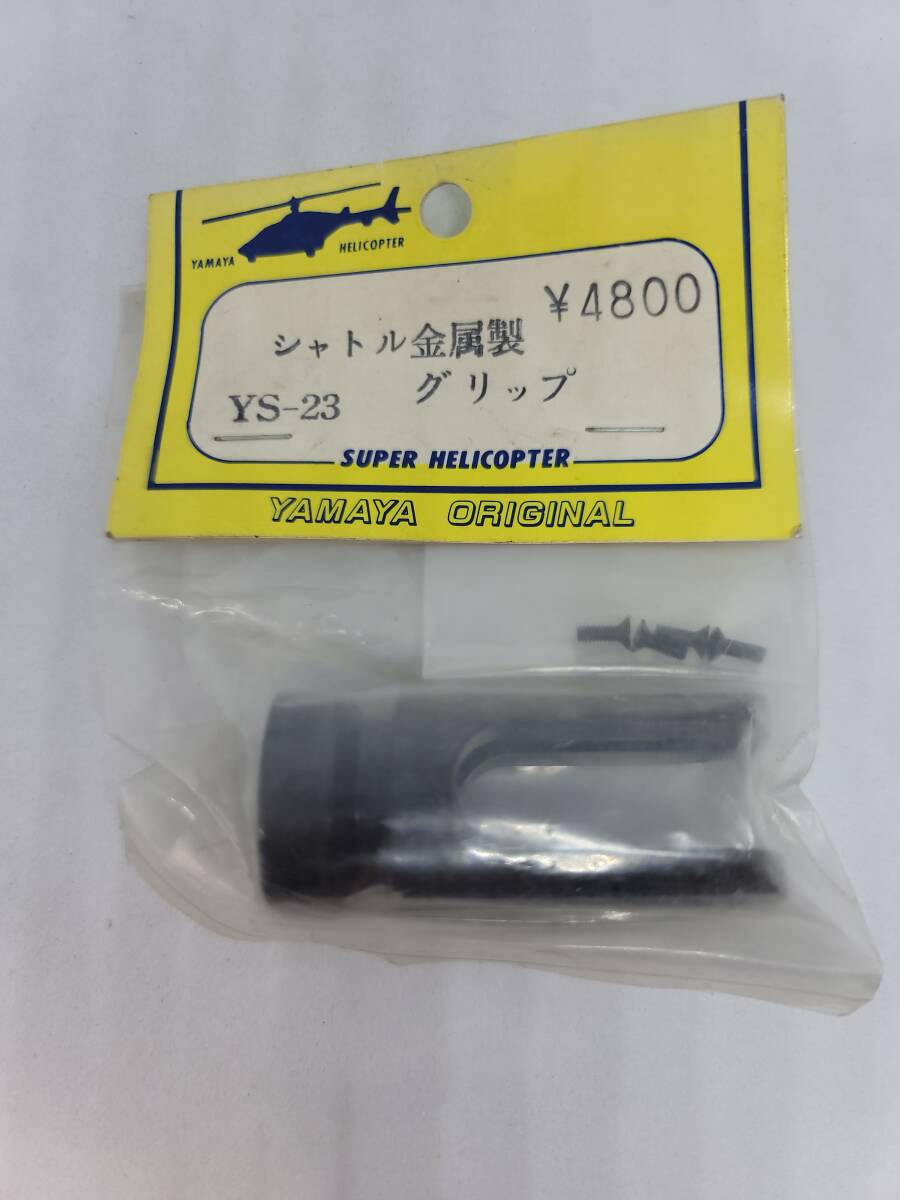 YAMAYA HELICOPTER
¥4800
シャトル金属製
グリップ
YS-23
SUPER HELICOPTER
YAMAYA ORIGINAL